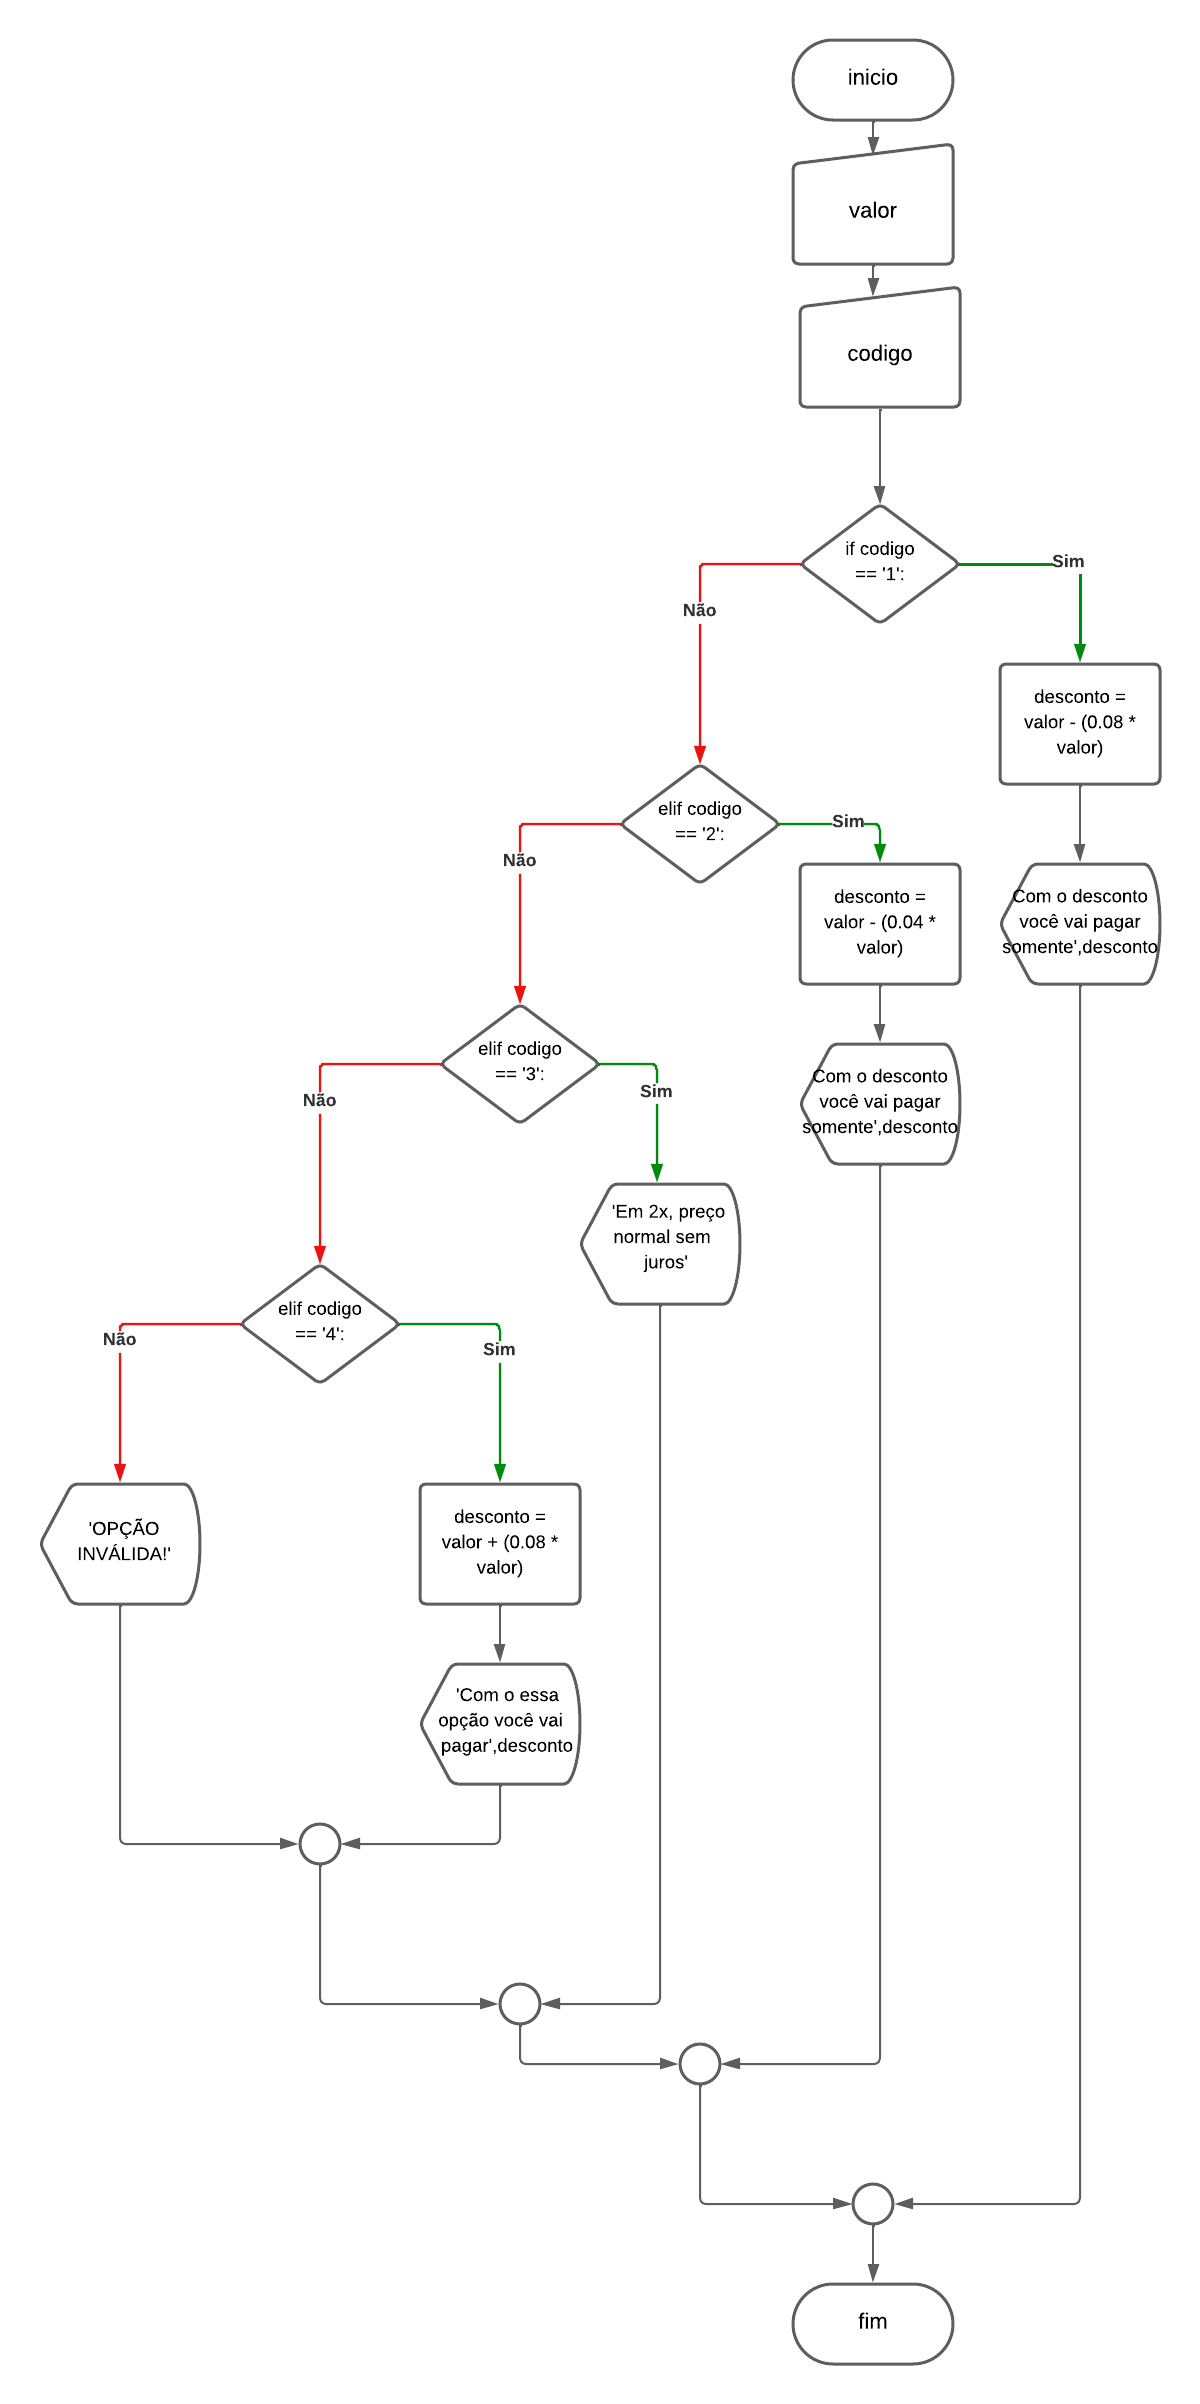 inicio
valor
codigo
if codigo
== '1':
Sim
Não
desconto =
valor - (0.08 *
valor)
elif codigo
== '2':
Sim
Não
desconto =
valor - (0.04 *
valor)
Com o desconto
você vai pagar
somente',desconto
elif codigo
== '3':
Sim
Não
Com o desconto
você vai pagar
somente',desconto
'Em 2x, preço
normal sem
juros'
elif codigo
== '4':
Não
Sim
'OPÇÃO
INVÁLIDA!'
desconto =
valor + (0.08 *
valor)
'Com o essa
opção você vai
pagar',desconto
fim